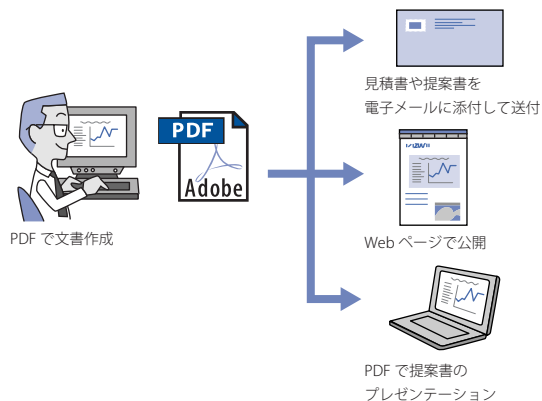 PDF
Adobe
PDF で文書作成
見積書や提案書を
電子メールに添付して送付
Web ページで公開
PDF で提案書の
プレゼンテーション